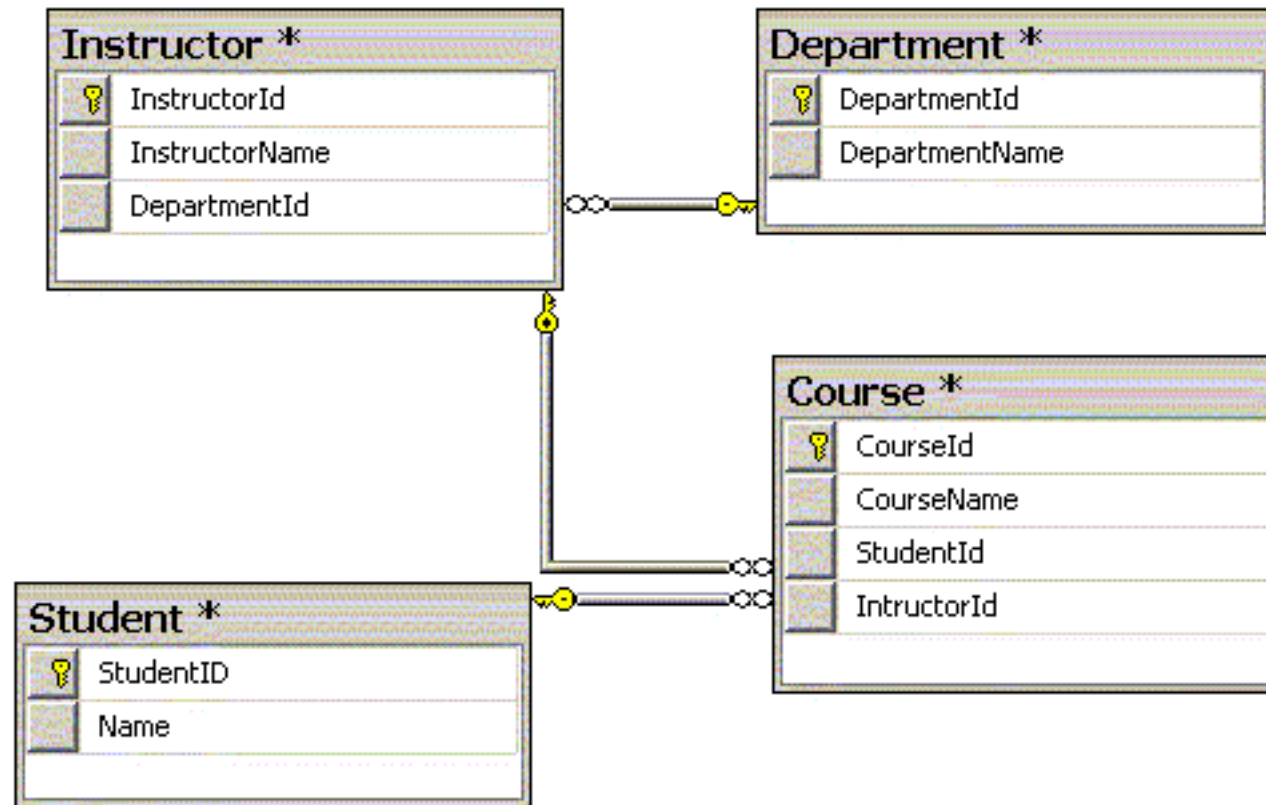 Instructor *
InstructorId
InstructorName
DepartmentId
Department *
DepartmentId
DepartmentName
Course *
CourseId
CourseName
StudentId
IntructorId
Student *
StudentID
Name